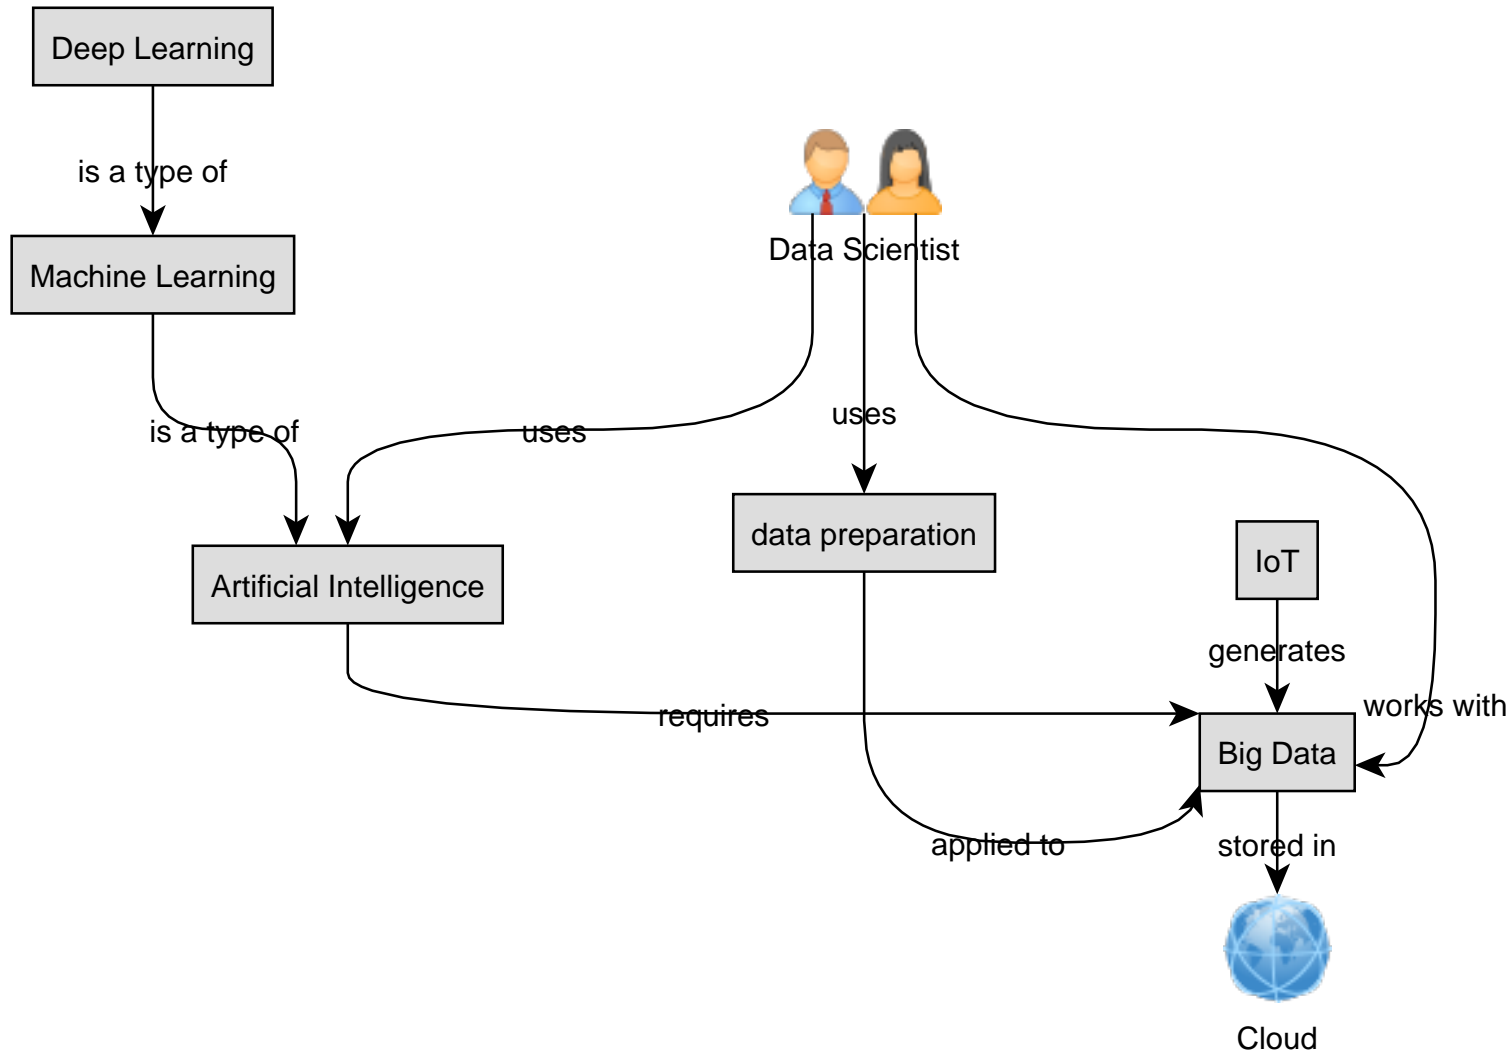 Deep Learning
is a type of
Data Scientist
Machine Learning
uses
is a type of
uses
data preparation
IoT
Artificial Intelligence
generates
works with
requires
Big Data
applied to
stored in
Cloud